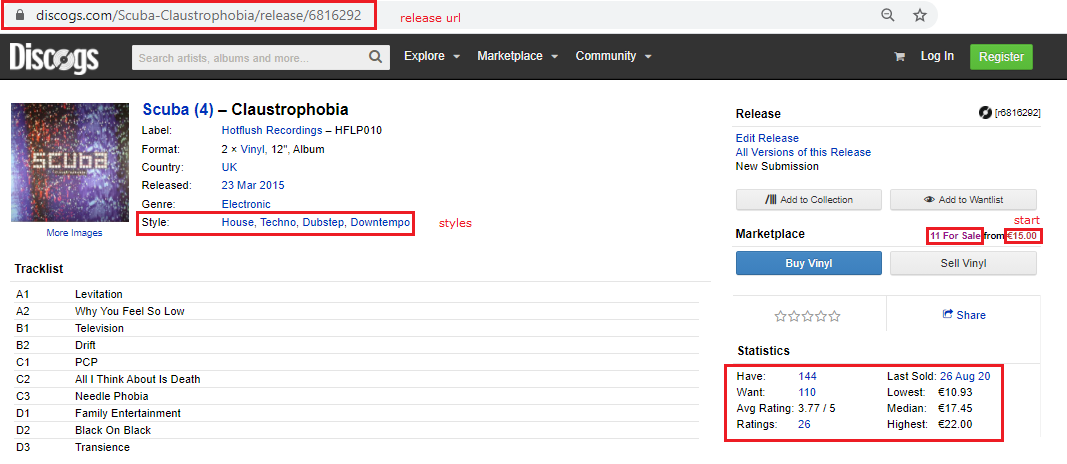 discogs.com/Scuba-Claustrophobia/release/6816292
release url
Discogs
Search artists, albums and more...
Explore
Marketplace
Community
Log In
Register
scuba
More Images
Scuba (4) – Claustrophobia
Label: Hotflush Recordings – HFLP010
Format: 2 × Vinyl, 12", Album
Country: UK
Released: 23 Mar 2015
Genre: Electronic
Style: House, Techno, Dubstep, Downtempo
styles
Tracklist
A1 Levitation
A2 Why You Feel So Low
B1 Television
B2 Drift
C1 PCP
C2 All I Think About Is Death
C3 Needle Phobia
D1 Family Entertainment
D2 Black On Black
D3 Transience
Release [r6816292]
Edit Release
All Versions of this Release
New Submission
Add to Collection
Add to Wantlist
start
Marketplace 11 For Sale from €15.00
Buy Vinyl
Sell Vinyl
Share
Statistics
Have: 144 Last Sold: 26 Aug 20
Want: 110 Lowest: €10.93
Avg Rating: 3.77 / 5 Median: €17.45
Ratings: 26 Highest: €22.00